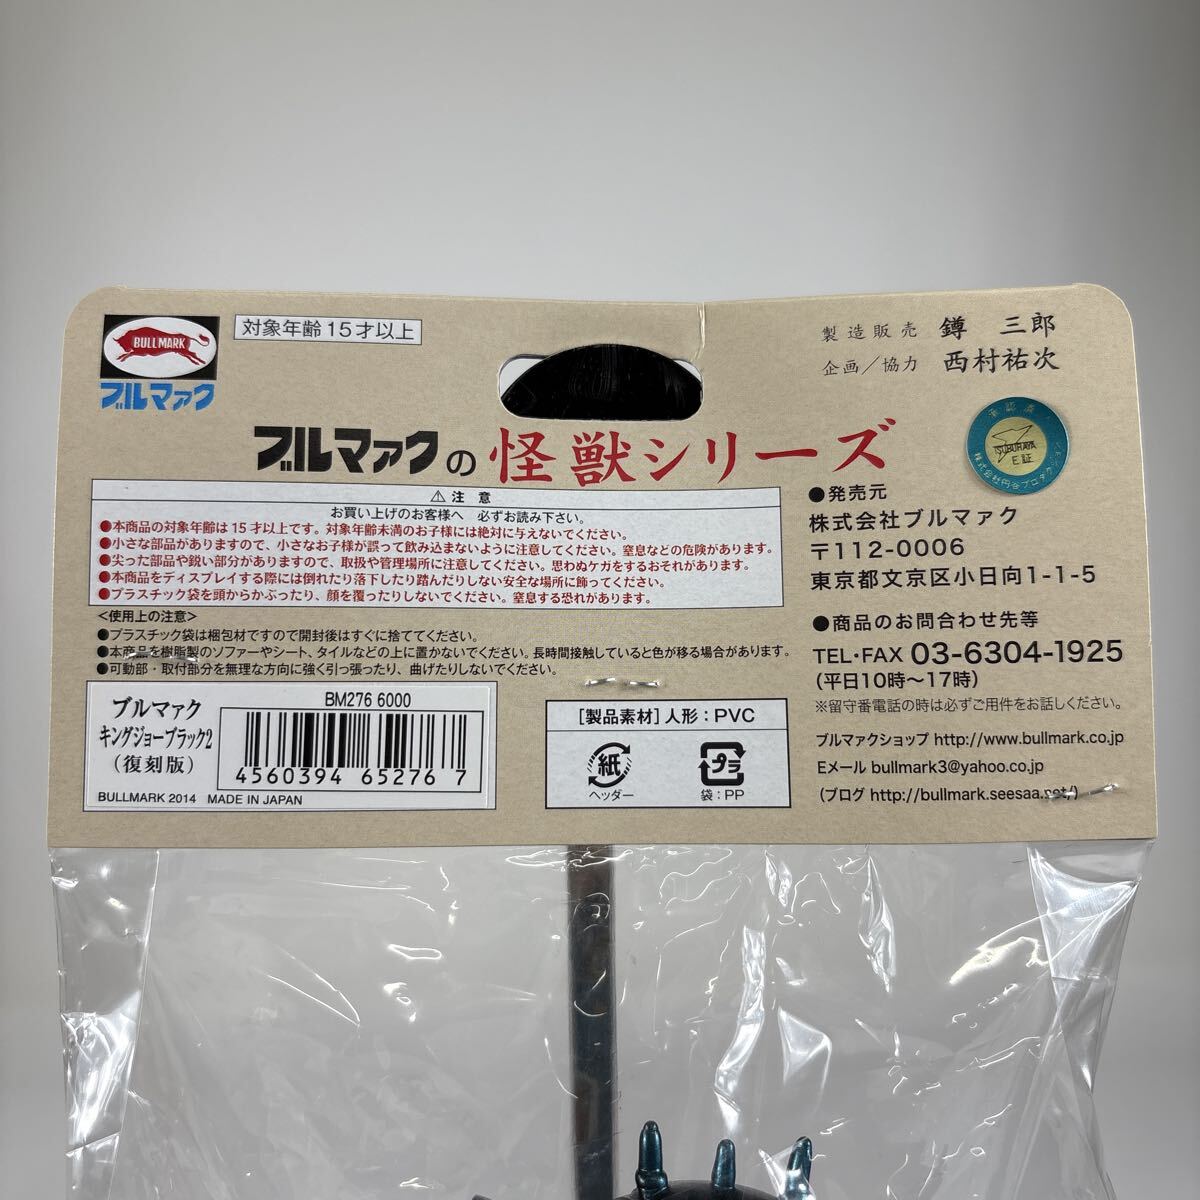 BULLMARK
ブルマァク
対象年齢15才以上
製造販売 鐏 三郎
企画/協力 西村祐次
ブルマァクの怪獣シリーズ
TSUBURAYA
E証
株式会社円谷プロダクション
⚠注 意
お買い上げのお客様へ 必ずお読み下さい。
●本商品の対象年齢は15才以上です。対象年齢未満のお子様には絶対に与えないでください。
●小さな部品がありますので、小さなお子様が誤って飲み込まないように注意してください。窒息などの危険があります。
●尖った部品や鋭い部分がありますので、取扱や管理場所に注意してください。思わぬケガをするおそれがあります。
●本商品をディスプレイする際には倒れたり落下したり踏んだりしない安全な場所に飾ってください。
●プラスチック袋を頭からかぶったり、顔を覆ったりしないでください。窒息する恐れがあります。
<使用上の注意>
●プラスチック袋は梱包材ですので開封後はすぐに捨ててください。
●本商品を樹脂製のソファーやシート、タイルなどの上に置かないでください。長時間接触していると色が移る場合があります。
●可動部・取付部分を無理な方向に強く引っ張ったり、曲げたりしないでください。
ブルマァク
キングジョーブラック2
(復刻版)
BM276 6000
4560394 65276 7
BULLMARK 2014 MADE IN JAPAN
[製品素材]人形:PVC
紙
ヘッダー
プラ
袋:PP
●発売元
株式会社ブルマァク
〒112-0006
東京都文京区小日向1-1-5
●商品のお問合わせ先等
TEL・FAX 03-6304-1925
(平日10時〜17時)
※留守番電話の時は必ずご用件をお話しください。
ブルマァクショップ http://www.bullmark.co.jp
Eメール bullmark3@yahoo.co.jp
(ブログ http://bullmark.seesaa.net/)